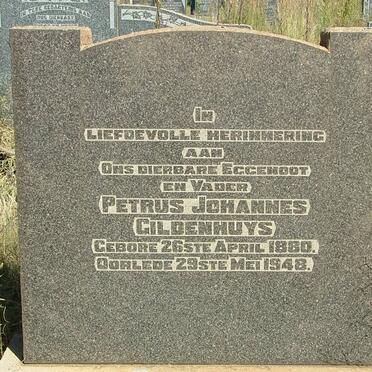 In
liefdevolle herinnering
aan
Ons dierbare Eggenoot
en Vader
Petrus Johannes
Gildenhuys
Gebore 26ste April 1880.
Oorlede 29ste Mei 1948.